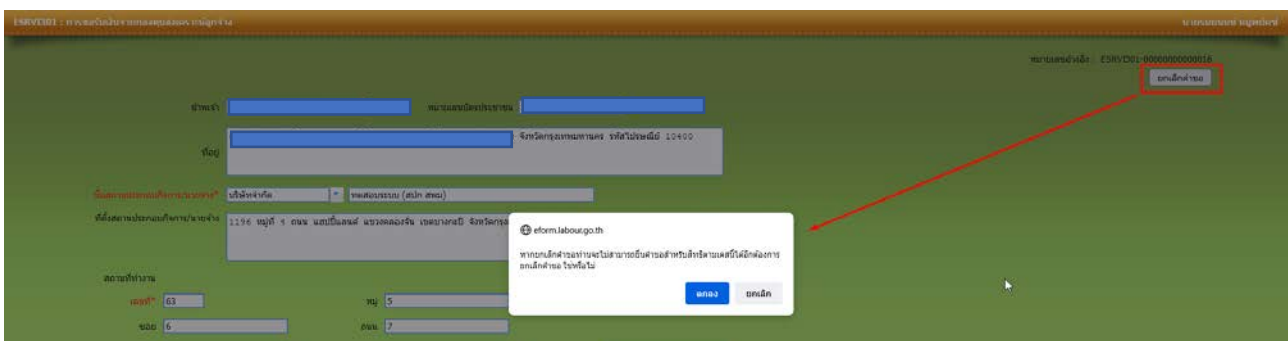 ESRVC101 : การขอรับเงินจากกองทุนสงเคราะห์ลูกจ้าง
หมายเลขอ้างอิง : ESRVC101-00000000000016
ยกเลิกคำขอ
ข้าพเจ้า หมายเลขบัตรประชาชน
ที่อยู่ จังหวัดกรุงเทพมหานคร รหัสไปรษณีย์ 10400
ชื่อสถานประกอบกิจการ/นายจ้าง* บริษัทจำกัด ทดสอบระบบ (สปก สพม)
ที่ตั้งสถานประกอบกิจการ/นายจ้าง 1196 หมู่ที่ ถนน แฮปปี้แลนด์ แขวงคลองจั่น เขตบางกะปิ จังหวัดกรุง
eform.labour.go.th
หากยกเลิกคำขอท่านจะไม่สามารถยื่นคำขอสำหรับสิทธิตามเคสนี้ได้อีกต้องการ
ยกเลิกคำขอ ใช่หรือไม่
ตกลง ยกเลิก
สถานที่ทำงาน
เลขที่* 63 หมู่ 5
ซอย 6 ถนน 7